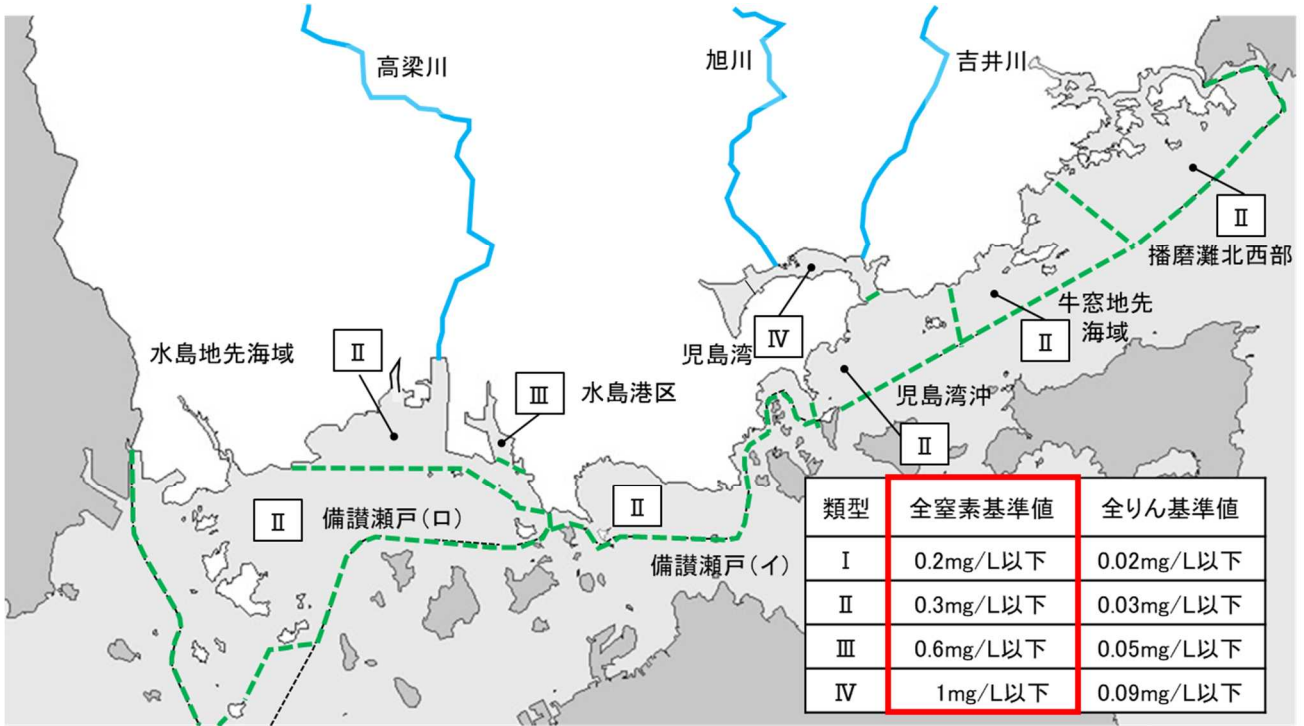 高梁川
旭川
吉井川
Ⅱ
播磨灘北西部
牛窓地先
海域
Ⅱ
Ⅳ
児島湾
児島湾沖
Ⅱ
水島地先海域
Ⅱ
Ⅲ
水島港区
Ⅱ
備讃瀬戸(ロ)
Ⅱ
備讃瀬戸(イ)
類型 全窒素基準値 全りん基準値
Ⅰ 0.2mg/L以下 0.02mg/L以下
Ⅱ 0.3mg/L以下 0.03mg/L以下
Ⅲ 0.6mg/L以下 0.05mg/L以下
Ⅳ 1mg/L以下 0.09mg/L以下